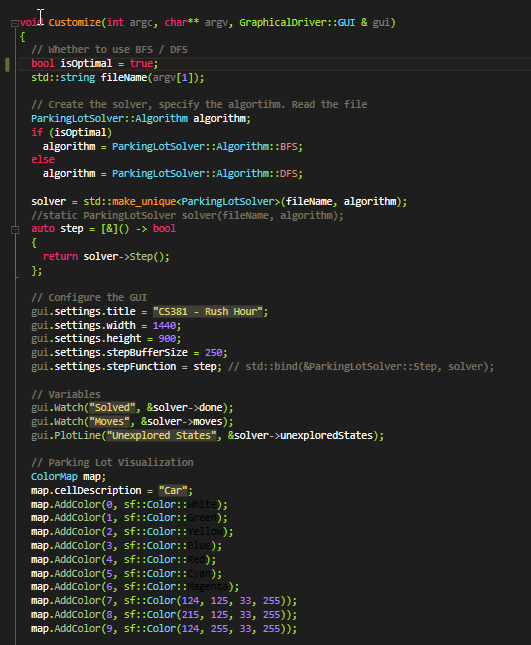 void Customize(int argc, char** argv, GraphicalDriver::GUI & gui)
{
// Whether to use BFS / DFS
bool isOptimal = true;
std::string fileName(argv[1]);
// Create the solver, specify the algortihm. Read the file
ParkingLotSolver::Algorithm algorithm;
if (isOptimal)
algorithm = ParkingLotSolver::Algorithm::BFS;
else
algorithm = ParkingLotSolver::Algorithm::DFS;
solver = std::make_unique<ParkingLotSolver>(fileName, algorithm);
//static ParkingLotSolver solver(fileName, algorithm);
auto step = [&]() -> bool
{
return solver->Step();
};
// Configure the GUI
gui.settings.title = "CS381 - Rush Hour";
gui.settings.width = 1440;
gui.settings.height = 900;
gui.settings.stepBufferSize = 250;
gui.settings.stepFunction = step; // std::bind(&ParkingLotSolver::Step, solver);
// Variables
gui.Watch("Solved", &solver->done);
gui.Watch("Moves", &solver->moves);
gui.PlotLine("Unexplored States", &solver->unexploredStates);
// Parking Lot Visualization
ColorMap map;
map.cellDescription = "Car";
map.AddColor(0, sf::Color::White);
map.AddColor(1, sf::Color::Green);
map.AddColor(2, sf::Color::Yellow);
map.AddColor(3, sf::Color::Blue);
map.AddColor(4, sf::Color::Red);
map.AddColor(5, sf::Color::Cyan);
map.AddColor(6, sf::Color::Magenta);
map.AddColor(7, sf::Color(124, 125, 33, 255));
map.AddColor(8, sf::Color(215, 125, 33, 255));
map.AddColor(9, sf::Color(124, 255, 33, 255));